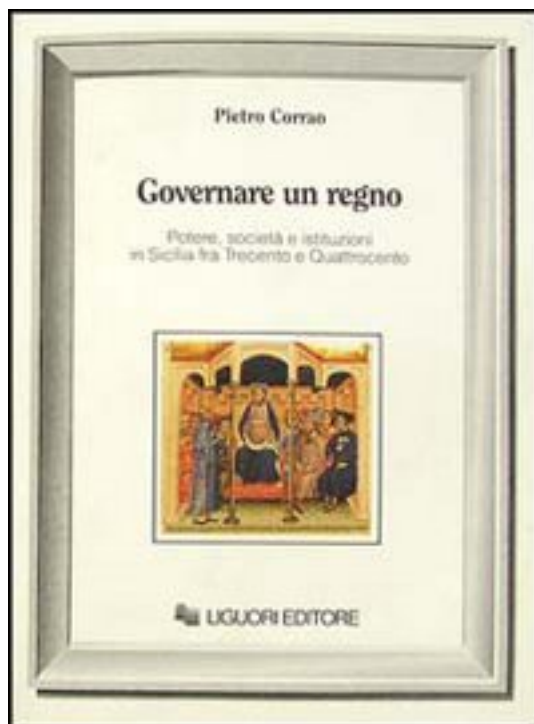 Pietro Corrao
Governare un regno
Potere, società e istituzioni
in Sicilia fra Trecento e Quattrocento
LIGUORI EDITORE